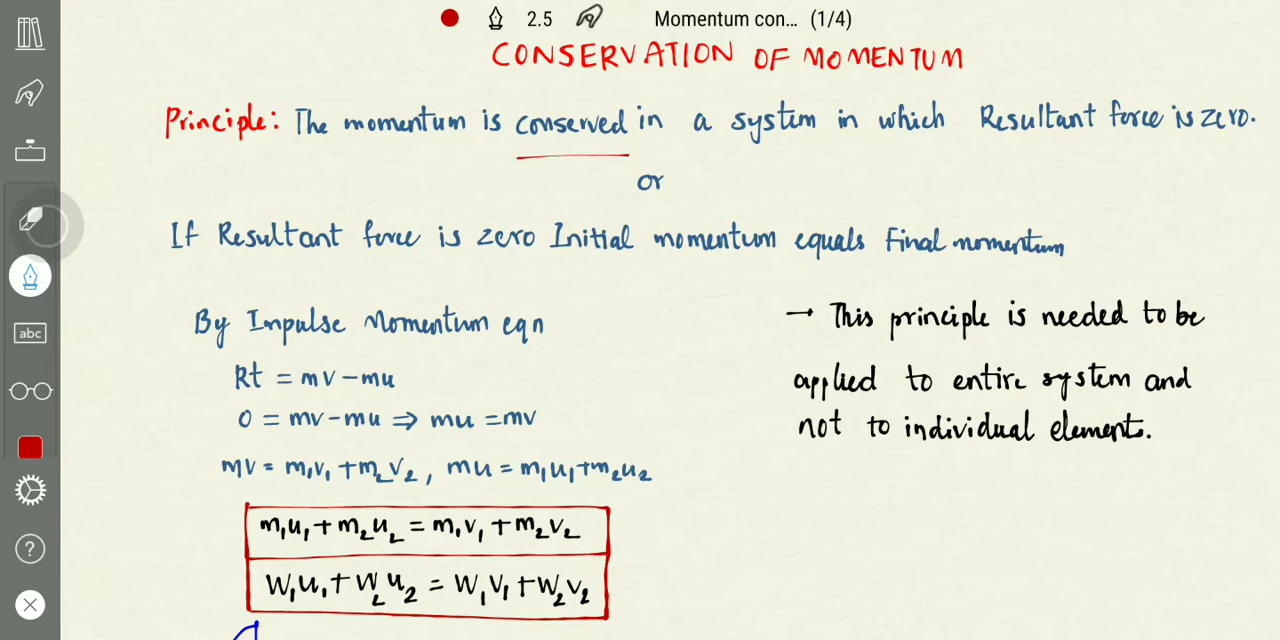 2.5 Momentum con... (1/4)
CONSERVATION OF MOMENTUM
Principle: The momentum is conserved in a system in which Resultant force is zero.
or
If Resultant force is zero Initial momentum equals Final momentum
By Impulse Momentum eqn
Rt = mv - mu
0 = mv - mu ⇒ mu = mv
mv = m₁v₁ + m₂v₂, mu = m₁u₁ + m₂u₂
m₁u₁ + m₂u₂ = m₁v₁ + m₂v₂
W₁u₁ + W₂u₂ = W₁v₁ + W₂v₂
→ This principle is needed to be
applied to entire system and
not to individual elements.
abc
?